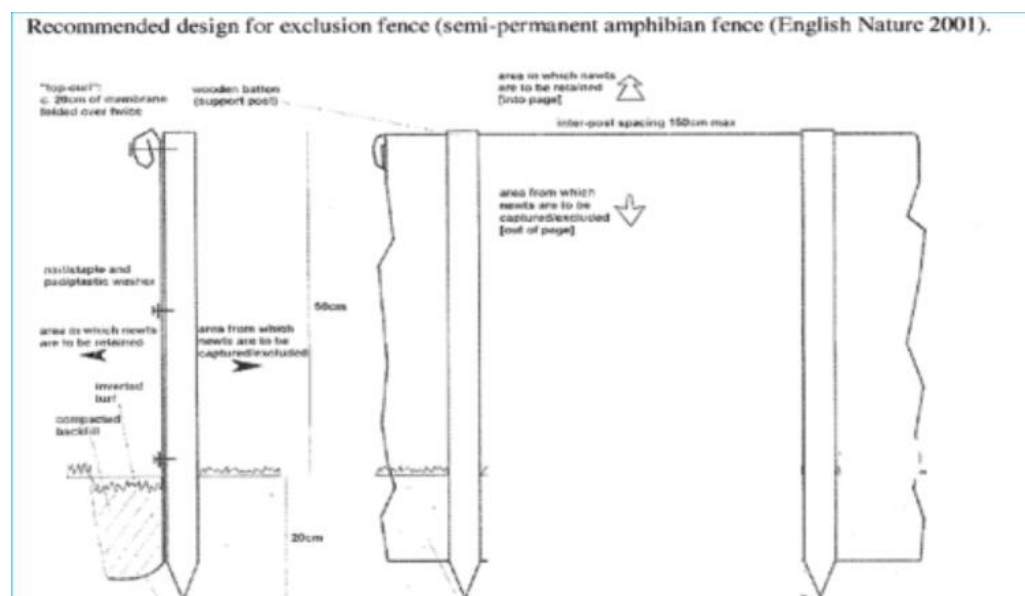 Recommended design for exclusion fence (semi-permanent amphibian fence (English Nature 2001).
"top-curl":
c. 20cm of membrane
folded over twice
wooden batton
(support post)
area in which newts
are to be retained
[into page]
inter-post spacing 150cm max
area from which
newts are to be
captured/excluded
[out of page]
nail/staple and
pad/plastic washer
50cm
area in which newts
are to be retained
area from which
newts are to be
captured/excluded
inverted
turf
compacted
backfill
20cm